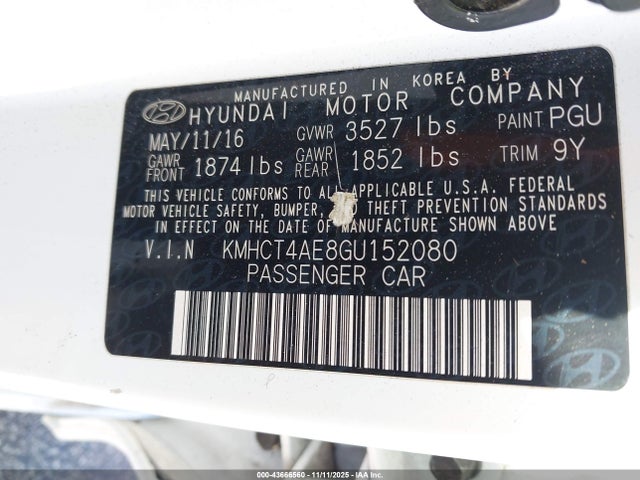 MANUFACTURED IN KOREA BY
HYUNDAI MOTOR COMPANY
MAY/11/16 GVWR 3527 lbs PAINT PGU
GAWR FRONT 1874 lbs GAWR REAR 1852 lbs TRIM 9Y
THIS VEHICLE CONFORMS TO ALL APPLICABLE U.S.A. FEDERAL
MOTOR VEHICLE SAFETY, BUMPER, THEFT PREVENTION STANDARDS
IN EFFECT ON THE DATE OF MANUFACTURE SHOWN ABOVE
V.I.N KMHCT4AE8GU152080
PASSENGER CAR
000-43666560 - 11/11/2025 - IAA Corp.